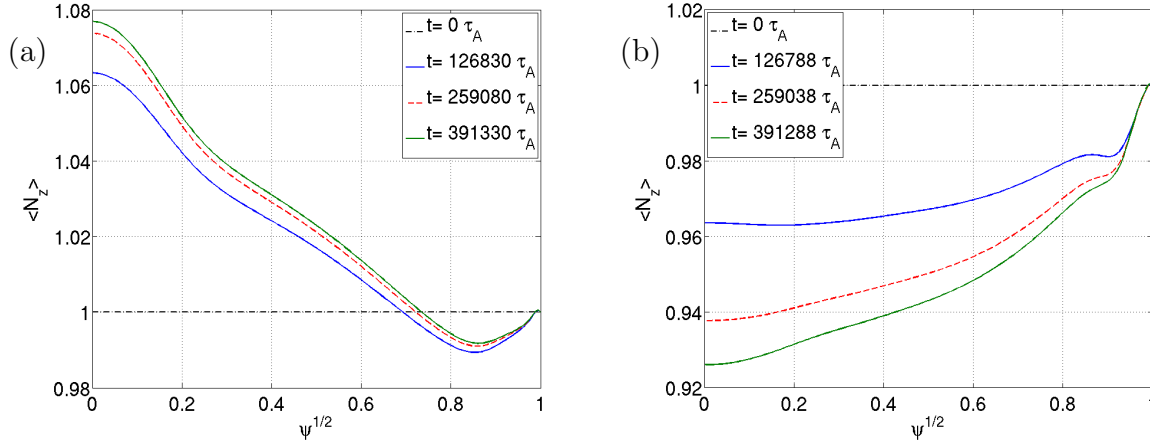 (a)
1.08
1.06
1.04
1.02
1
0.98
<N_z>
0
0.2
0.4
0.6
0.8
1
ψ^{1/2}
t= 0 τ_A
t= 126830 τ_A
t= 259080 τ_A
t= 391330 τ_A
(b)
1.02
1
0.98
0.96
0.94
0.92
<N_z>
0
0.2
0.4
0.6
0.8
1
ψ^{1/2}
t= 0 τ_A
t= 126788 τ_A
t= 259038 τ_A
t= 391288 τ_A